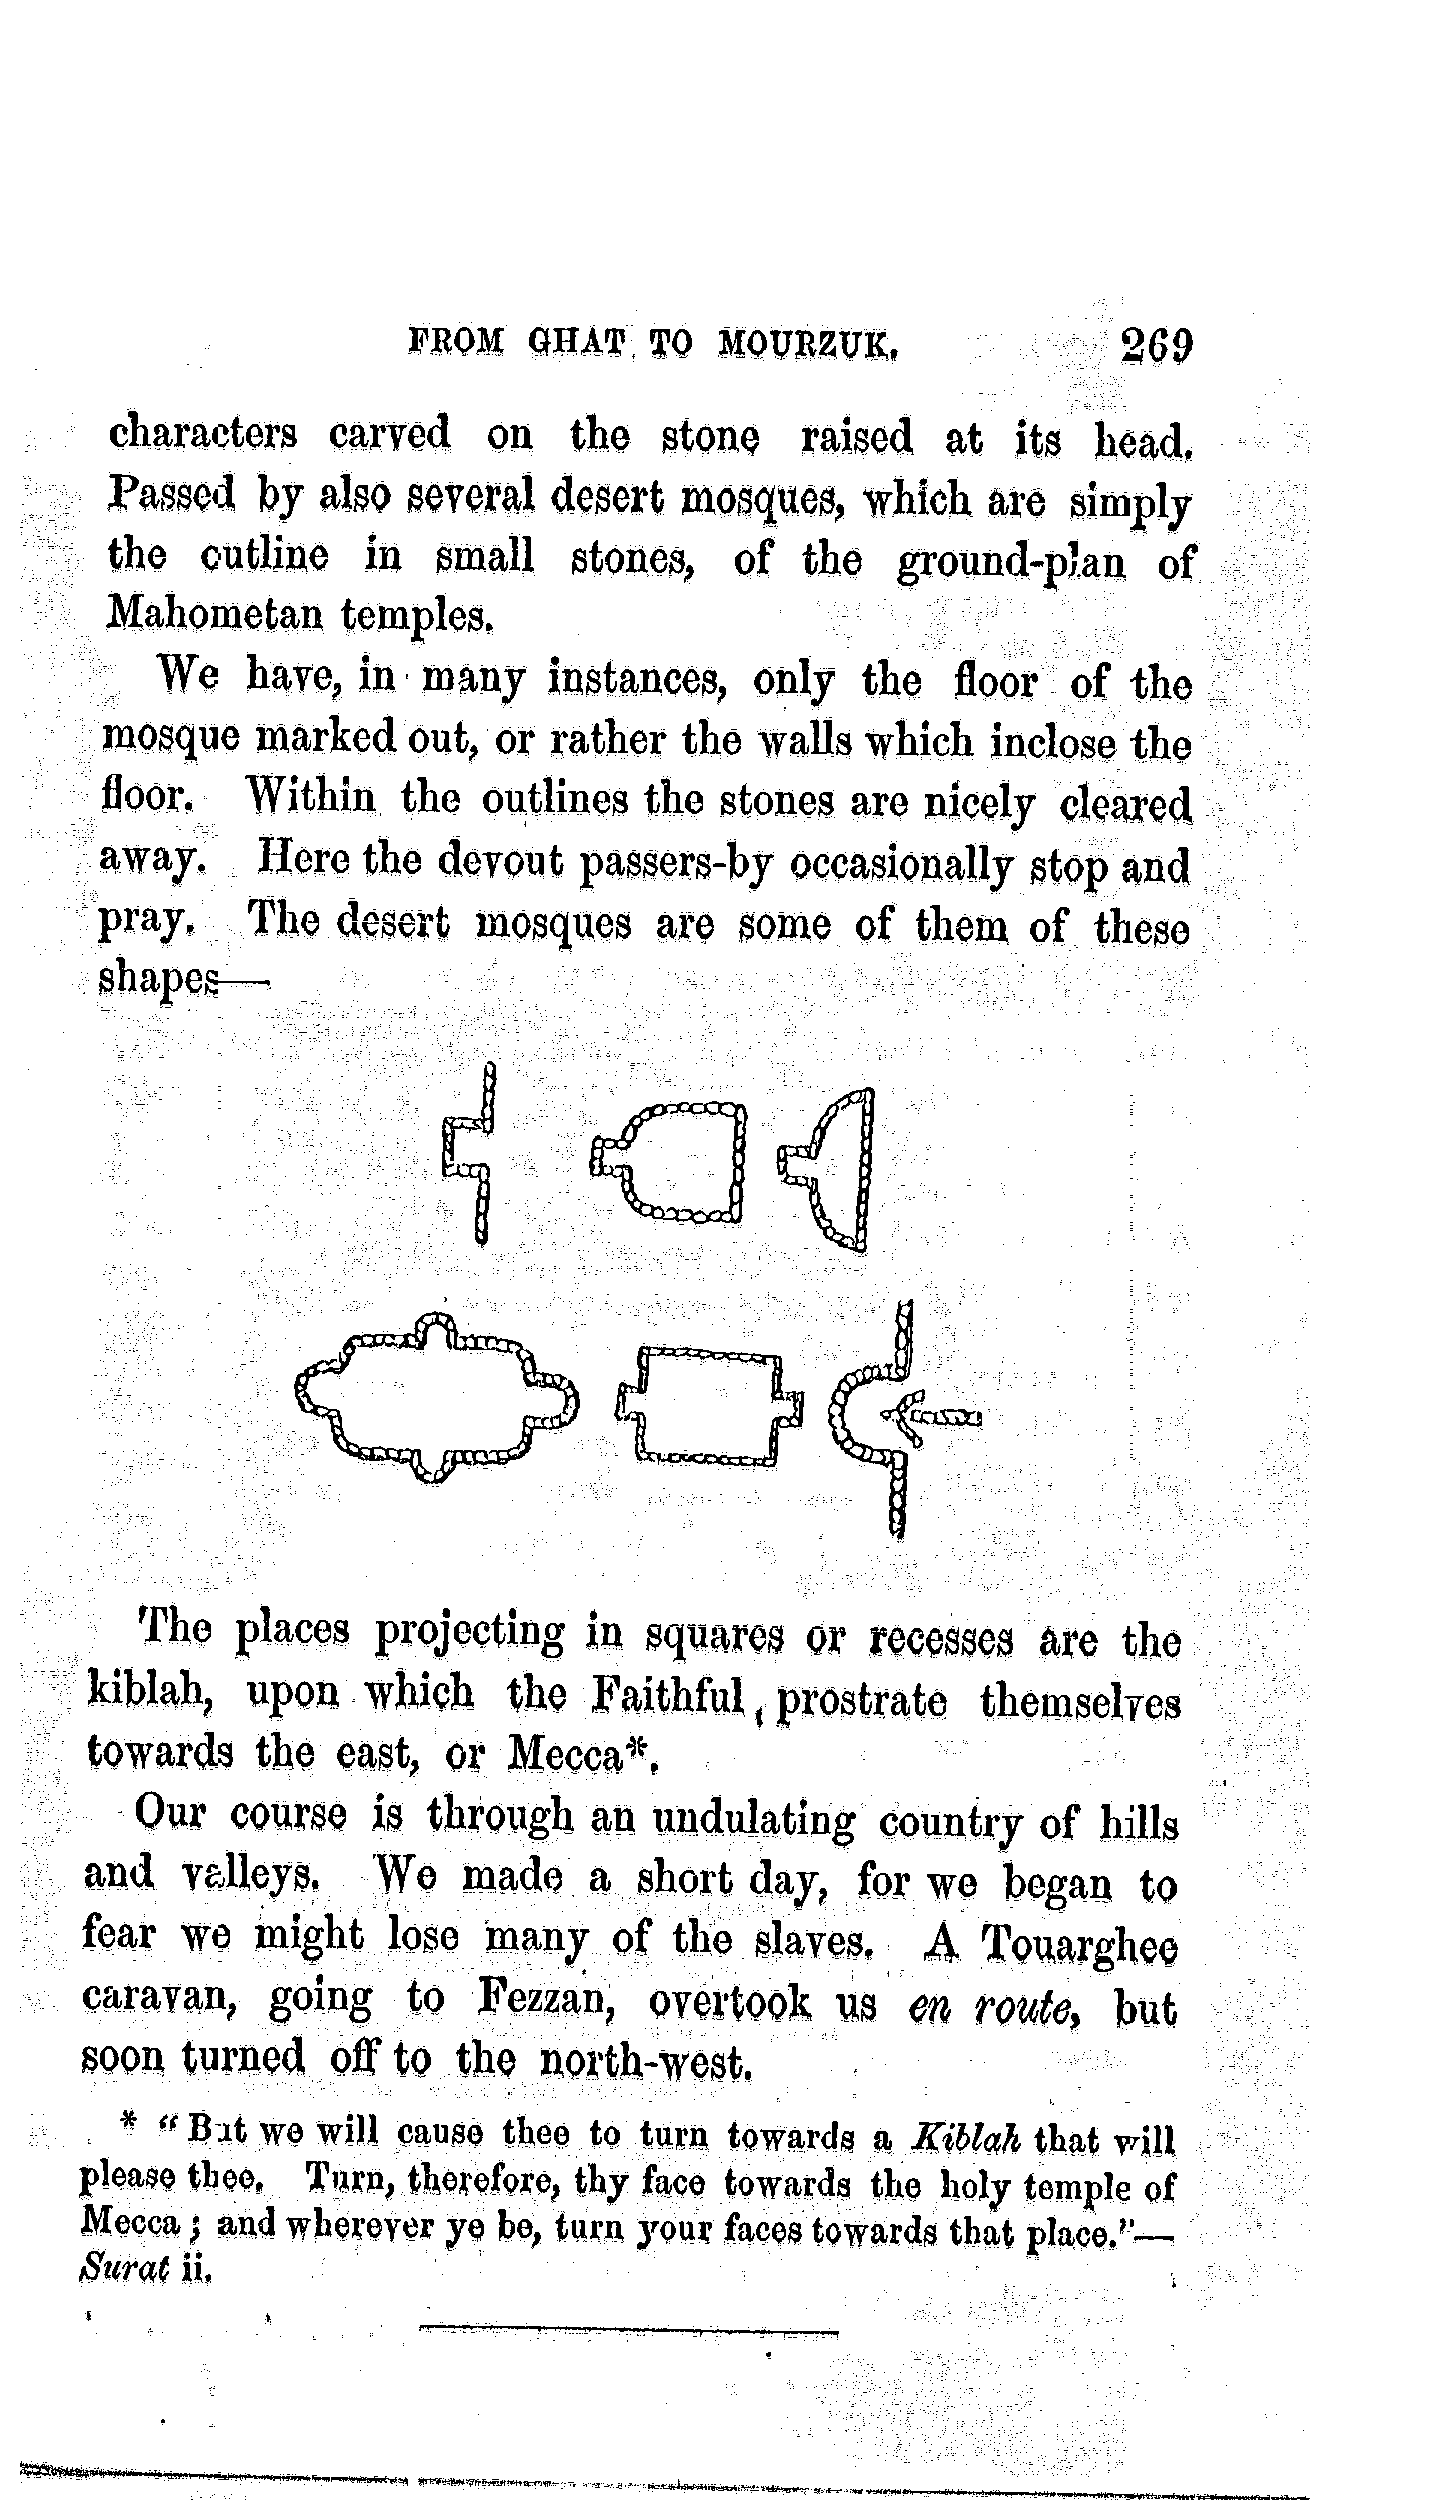 FROM GHAT TO MOURZUK. 269
characters carved on the stone raised at its head.
Passed by also several desert mosques, which are simply
the outline in small stones, of the ground-plan of
Mahometan temples.
We have, in many instances, only the floor of the
mosque marked out, or rather the walls which inclose the
floor. Within the outlines the stones are nicely cleared
away. Here the devout passers-by occasionally stop and
pray. The desert mosques are some of them of these
shapes—
The places projecting in squares or recesses are the
kiblah, upon which the Faithful prostrate themselves
towards the east, or Mecca*.
Our course is through an undulating country of hills
and valleys. We made a short day, for we began to
fear we might lose many of the slaves. A Touarghee
caravan, going to Fezzan, overtook us en route, but
soon turned off to the north-west.
* "But we will cause thee to turn towards a Kiblah that will
please thee. Turn, therefore, thy face towards the holy temple of
Mecca; and wherever ye be, turn your faces towards that place."—
Surat ii.